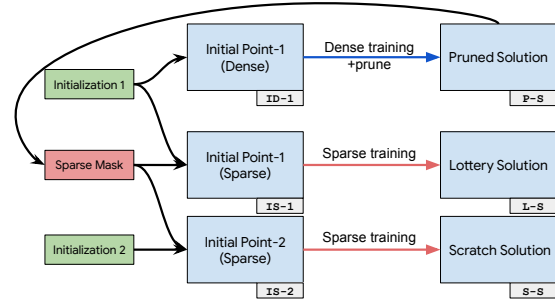 Initial Point-1
(Dense)
ID-1
Dense training
+prune
Pruned Solution
P-S
Initialization 1
Sparse Mask
Initial Point-1
(Sparse)
IS-1
Sparse training
Lottery Solution
L-S
Initialization 2
Initial Point-2
(Sparse)
IS-2
Sparse training
Scratch Solution
S-S